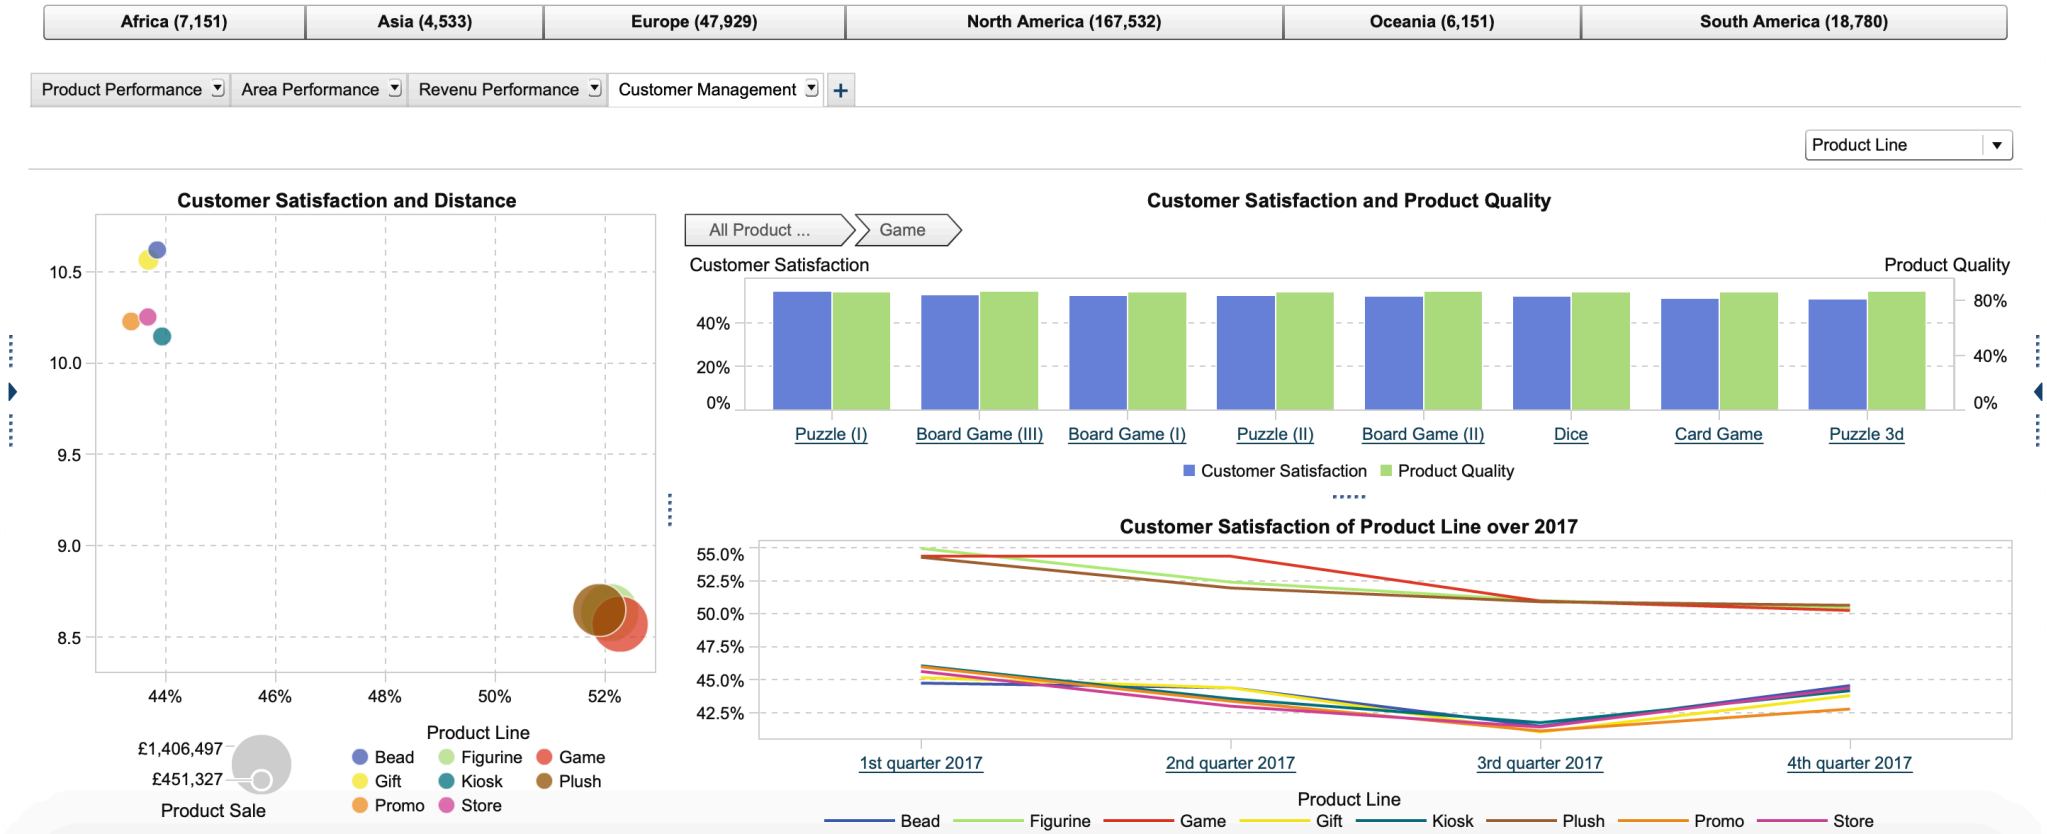 Africa (7,151) Asia (4,533) Europe (47,929) North America (167,532) Oceania (6,151) South America (18,780)
Product Performance Area Performance Revenu Performance Customer Management +
Product Line
Customer Satisfaction and Distance
10.5
10.0
9.5
9.0
8.5
44% 46% 48% 50% 52%
£1,406,497
£451,327
Product Sale
Product Line
Bead Figurine Game
Gift Kiosk Plush
Promo Store
Customer Satisfaction and Product Quality
All Product ... Game
Customer Satisfaction Product Quality
40%
20%
0%
80%
40%
0%
Puzzle (I) Board Game (III) Board Game (I) Puzzle (II) Board Game (II) Dice Card Game Puzzle 3d
Customer Satisfaction Product Quality
Customer Satisfaction of Product Line over 2017
55.0%
52.5%
50.0%
47.5%
45.0%
42.5%
1st quarter 2017 2nd quarter 2017 3rd quarter 2017 4th quarter 2017
Product Line
Bead Figurine Game Gift Kiosk Plush Promo Store